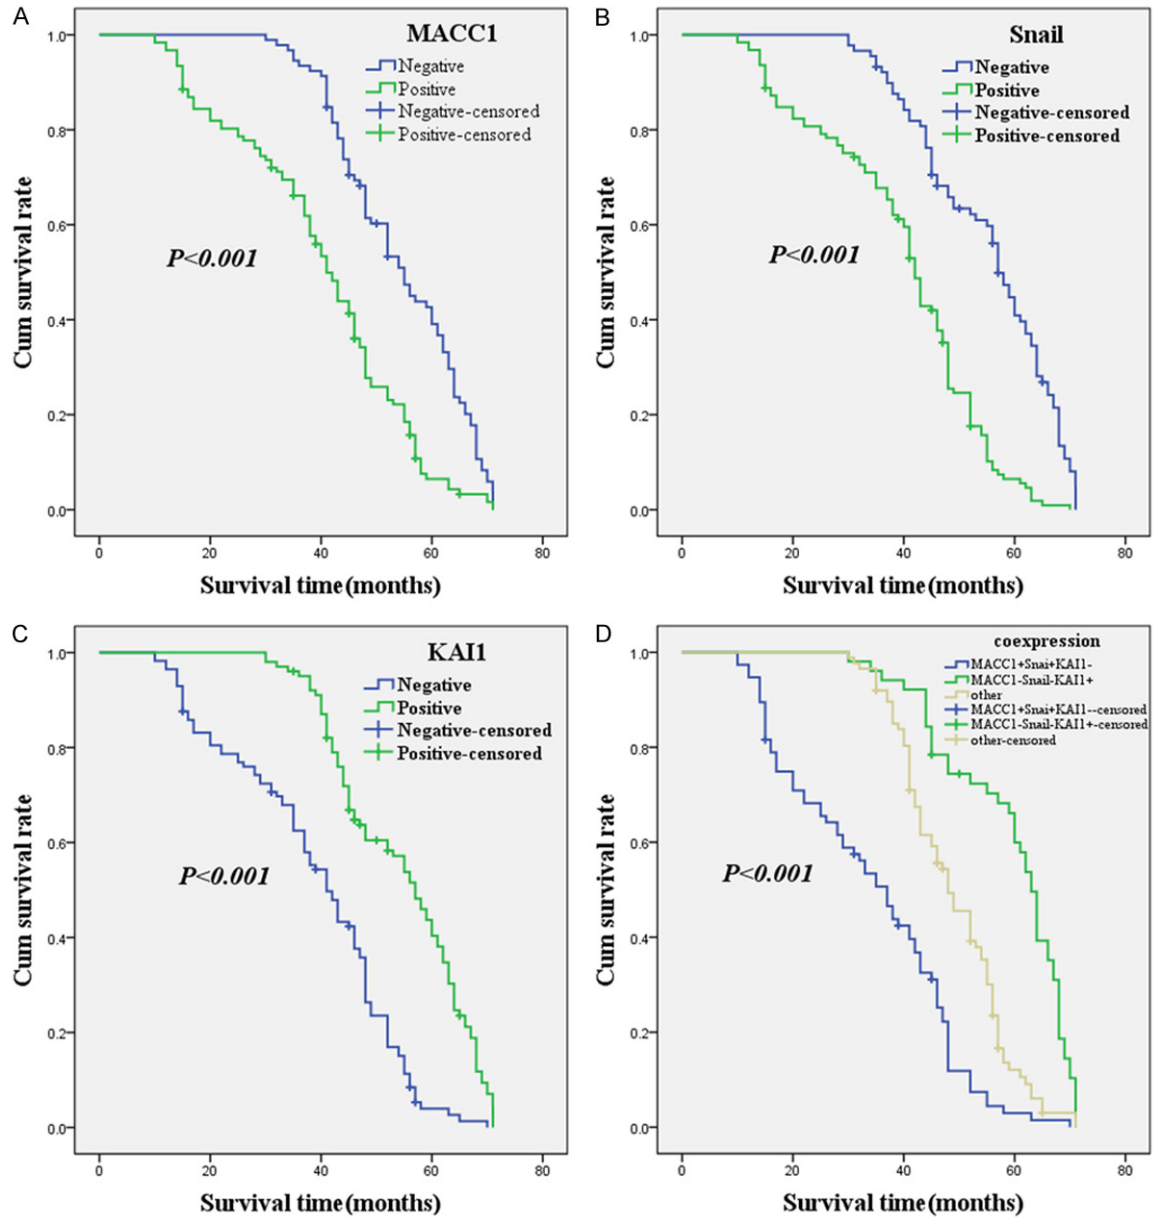 A
MACC1
Negative
Positive
Negative-censored
Positive-censored
P<0.001
Cum survival rate
1.0
0.8
0.6
0.4
0.2
0.0
0
20
40
60
80
Survival time (months)
B
Snail
Negative
Positive
Negative-censored
Positive-censored
P<0.001
Cum survival rate
1.0
0.8
0.6
0.4
0.2
0.0
0
20
40
60
80
Survival time (months)
C
KAI1
Negative
Positive
Negative-censored
Positive-censored
P<0.001
Cum survival rate
1.0
0.8
0.6
0.4
0.2
0.0
0
20
40
60
80
Survival time (months)
D
coexpression
MACC1+Snai+KAI1-
MACC1-Snail-KAI1+
other
MACC1+Snai+KAI1--censored
MACC1-Snail-KAI1+-censored
other-censored
P<0.001
Cum survival rate
1.0
0.8
0.6
0.4
0.2
0.0
0
20
40
60
80
Survival time (months)